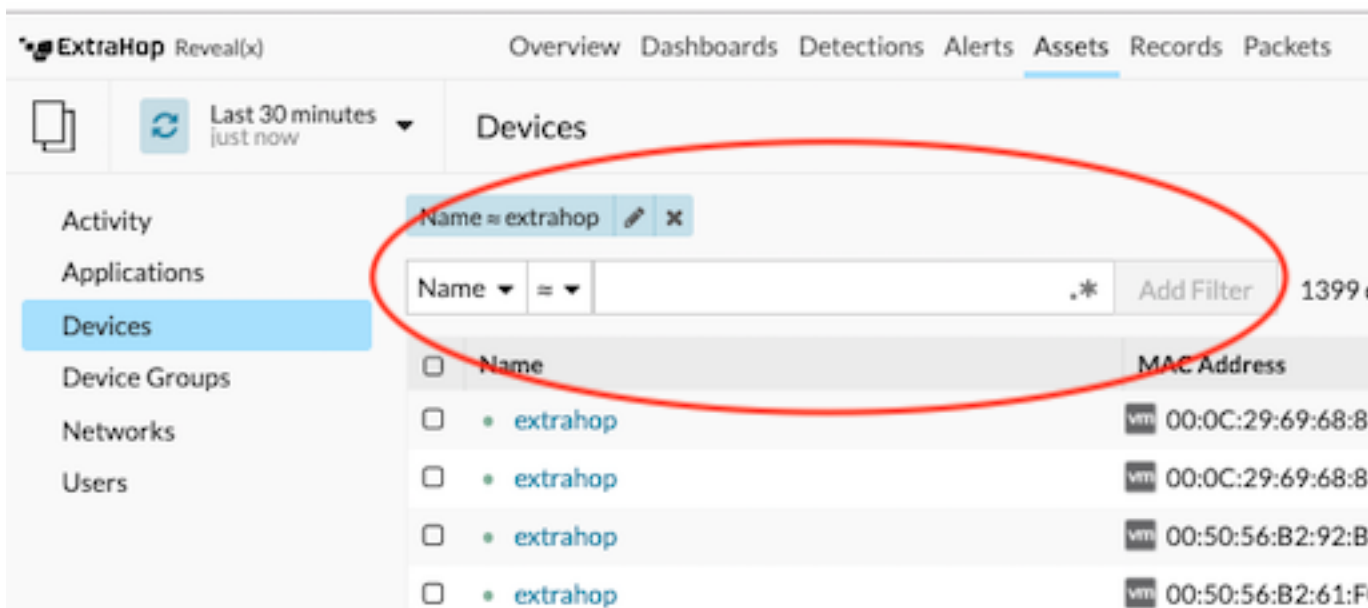 ExtraHop Reveal(x)
Overview Dashboards Detections Alerts Assets Records Packets
Last 30 minutes
just now
Devices
Activity
Applications
Devices
Device Groups
Networks
Users
Name ≈ extrahop
Name ≈ .* Add Filter 1399
Name MAC Address
extrahop vm 00:0C:29:69:68:8
extrahop vm 00:0C:29:69:68:8
extrahop vm 00:50:56:B2:92:B
extrahop vm 00:50:56:B2:61:F